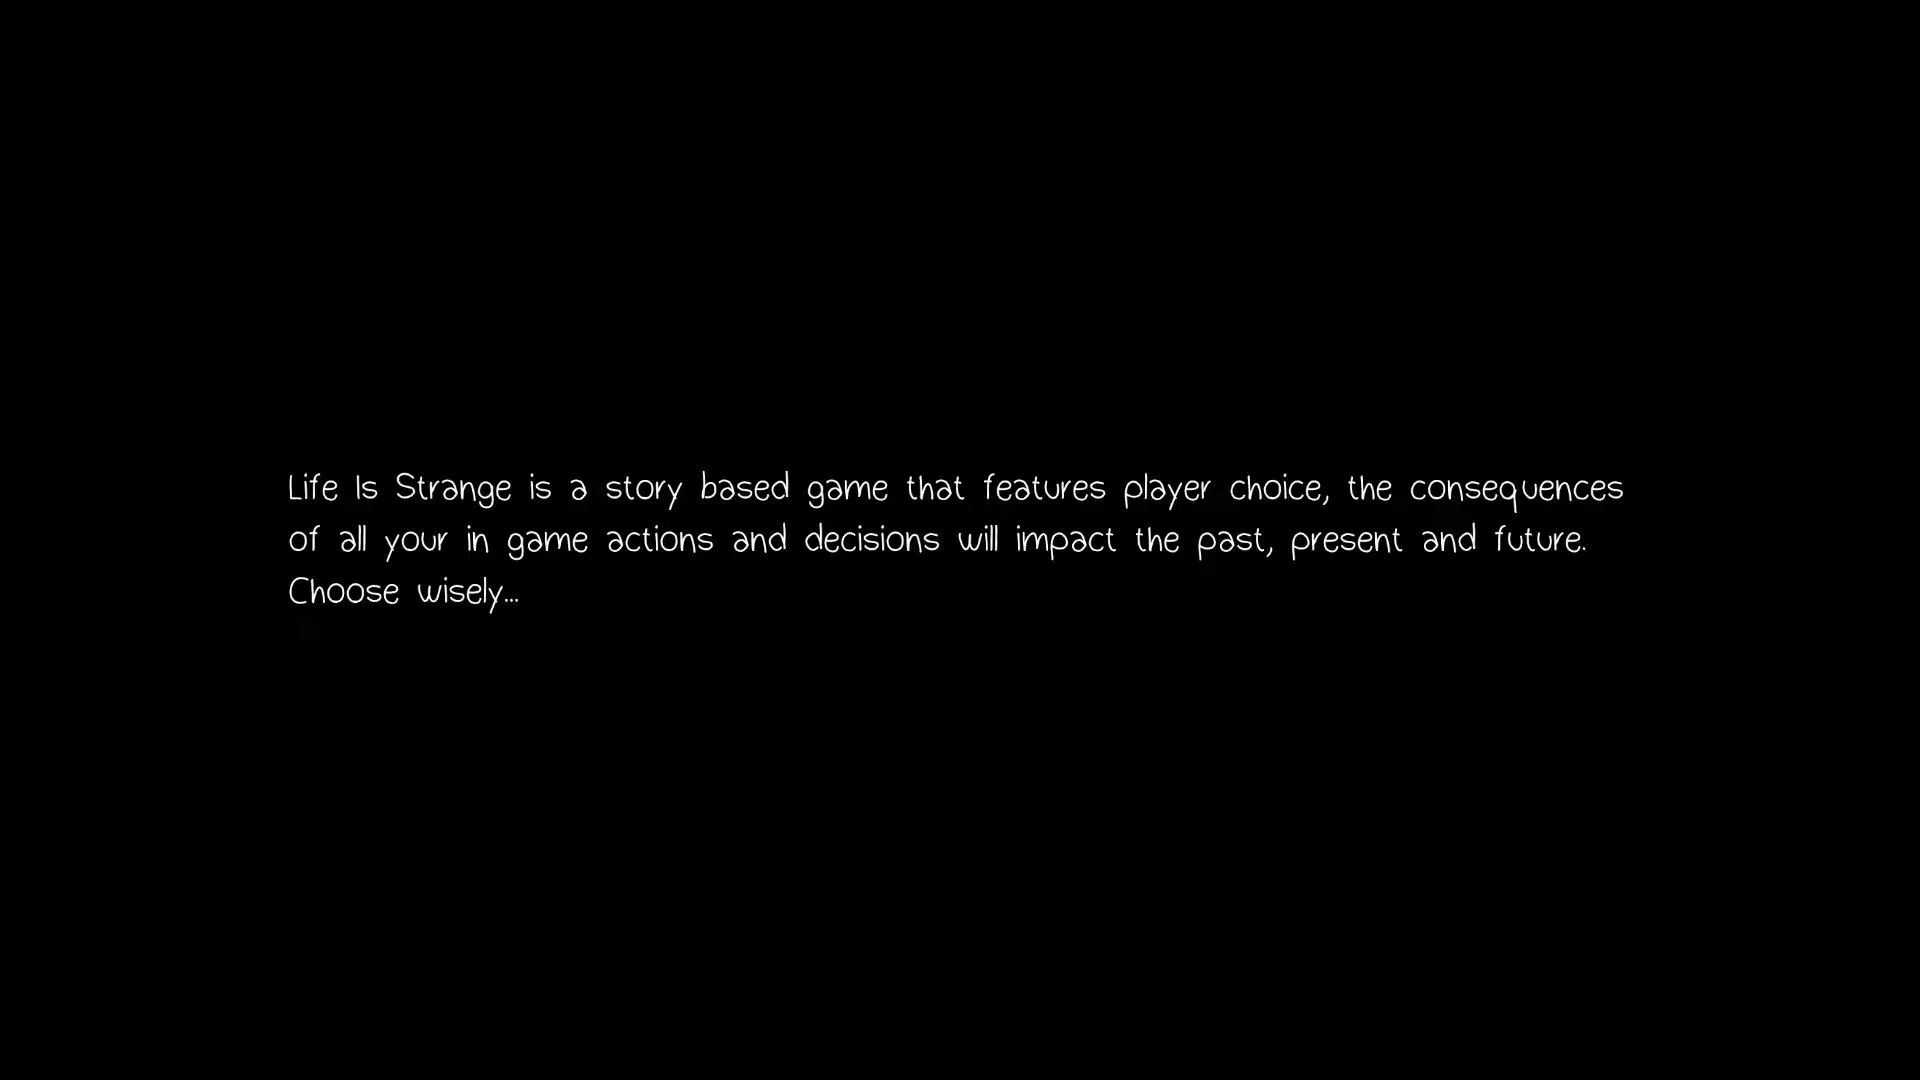 Life Is Strange is a story based game that features player choice, the consequences
of all your in game actions and decisions will impact the past, present and future.
Choose wisely...